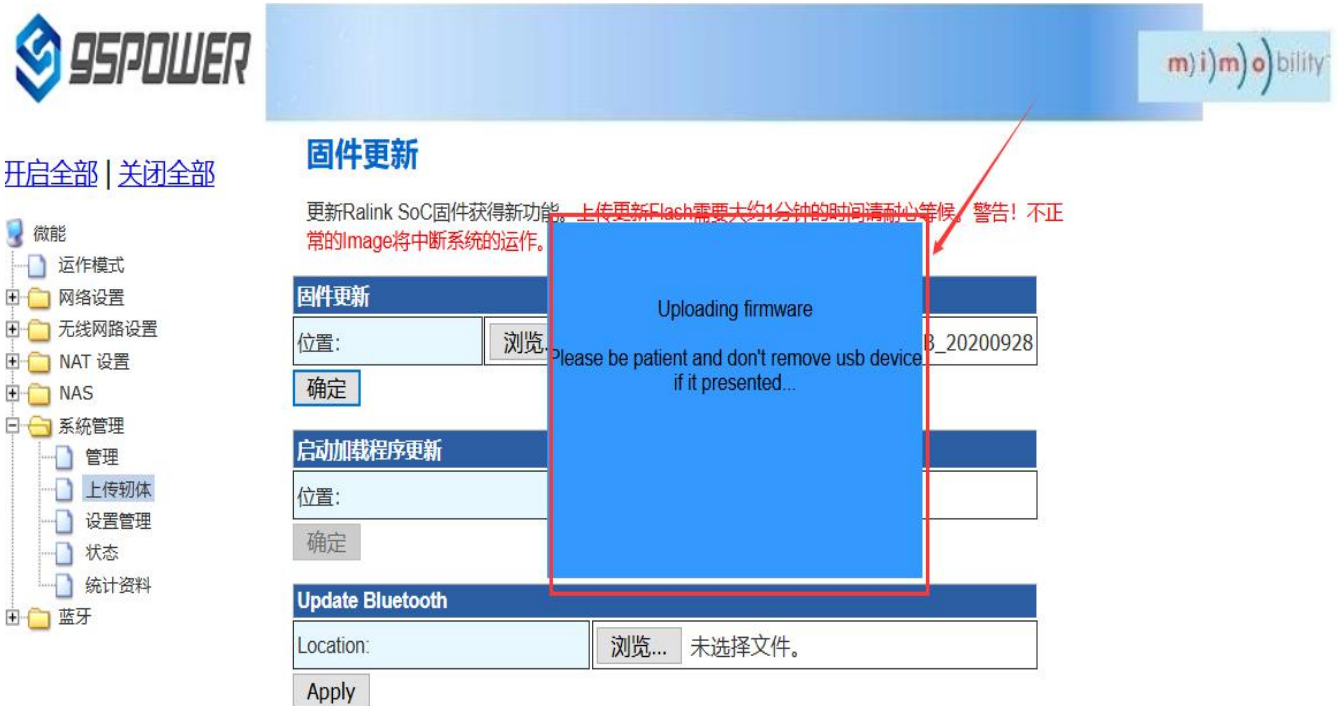 95POWER
m)i)m)o)bility
开启全部 | 关闭全部
微能
运作模式
网络设置
无线网路设置
NAT 设置
NAS
系统管理
管理
上传轫体
设置管理
状态
统计资料
蓝牙
固件更新
更新Ralink SoC固件获得新功能。上传更新Flash需要大约1分钟的时间请耐心等候。警告！不正
常的Image将中断系统的运作。
固件更新
位置: 浏览. B_20200928
确定
Uploading firmware
Please be patient and don't remove usb device
if it presented...
启动加载程序更新
位置:
确定
Update Bluetooth
Location: 浏览... 未选择文件。
Apply